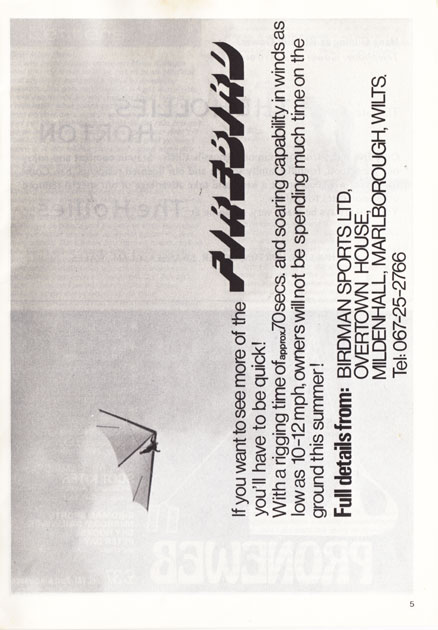 If you want to see more of the FIREBIRD
you'll have to be quick!
With a rigging time of approx. 70 secs. and soaring capability in winds as
low as 10-12 mph, owners will not be spending much time on the
ground this summer!
Full details from: BIRDMAN SPORTS LTD,
OVERTOWN HOUSE,
MILDENHALL, MARLBOROUGH, WILTS.
Tel: 067-25-2766
5